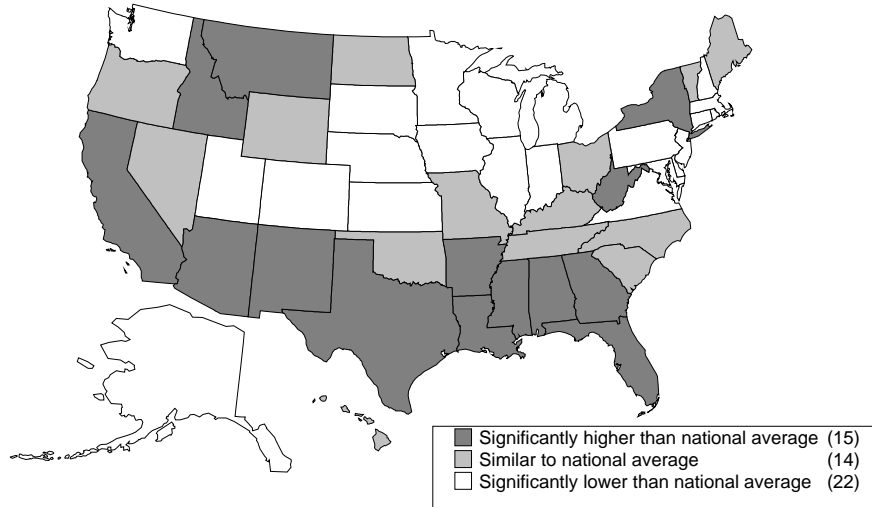 Significantly higher than national average (15)
Similar to national average (14)
Significantly lower than national average (22)